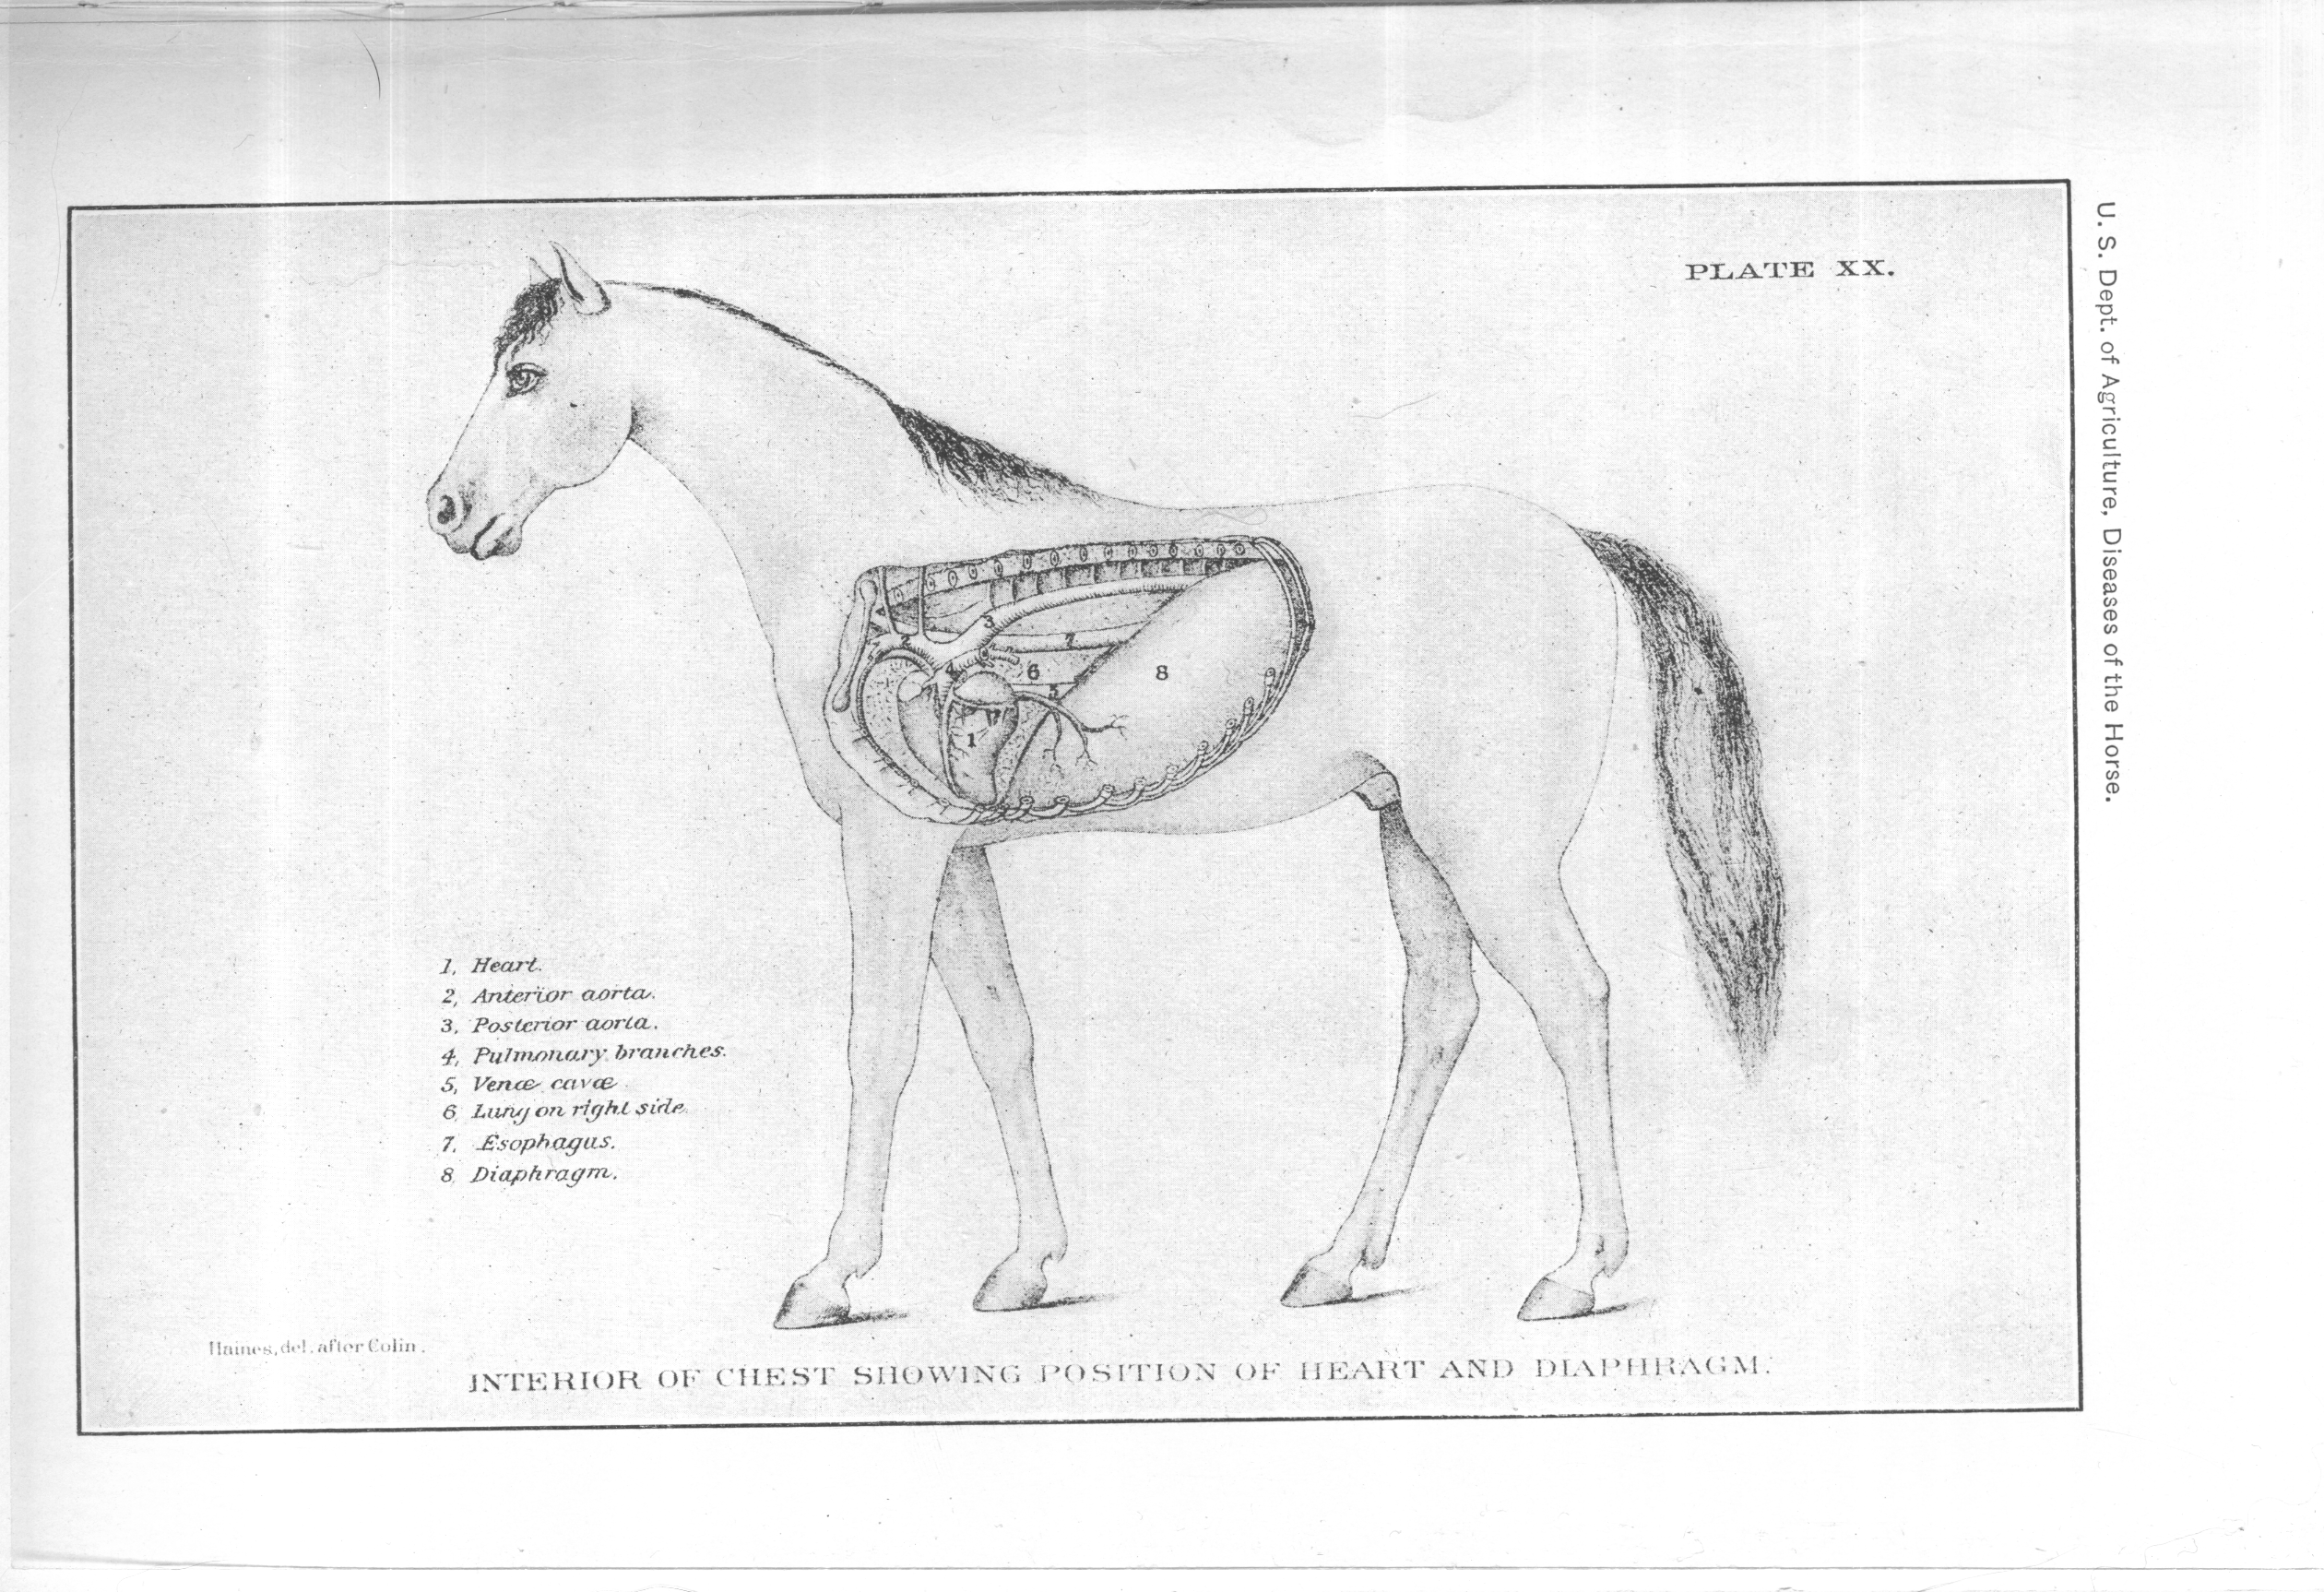 PLATE XX.
U. S. Dept. of Agriculture, Diseases of the Horse.
2
3
7
4
6
8
5
1
1, Heart.
2, Anterior aorta.
3, Posterior aorta.
4, Pulmonary branches.
5, Venæ cavæ
6, Lung on right side.
7, Esophagus.
8, Diaphragm.
Haines, del. after Colin.
INTERIOR OF CHEST SHOWING POSITION OF HEART AND DIAPHRAGM.